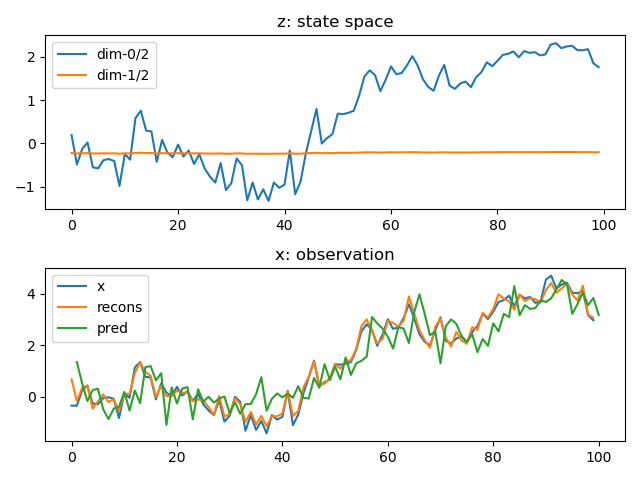 z: state space
dim-0/2
dim-1/2
2
1
0
−1
0 20 40 60 80 100
x: observation
x
recons
pred
4
2
0
0 20 40 60 80 100